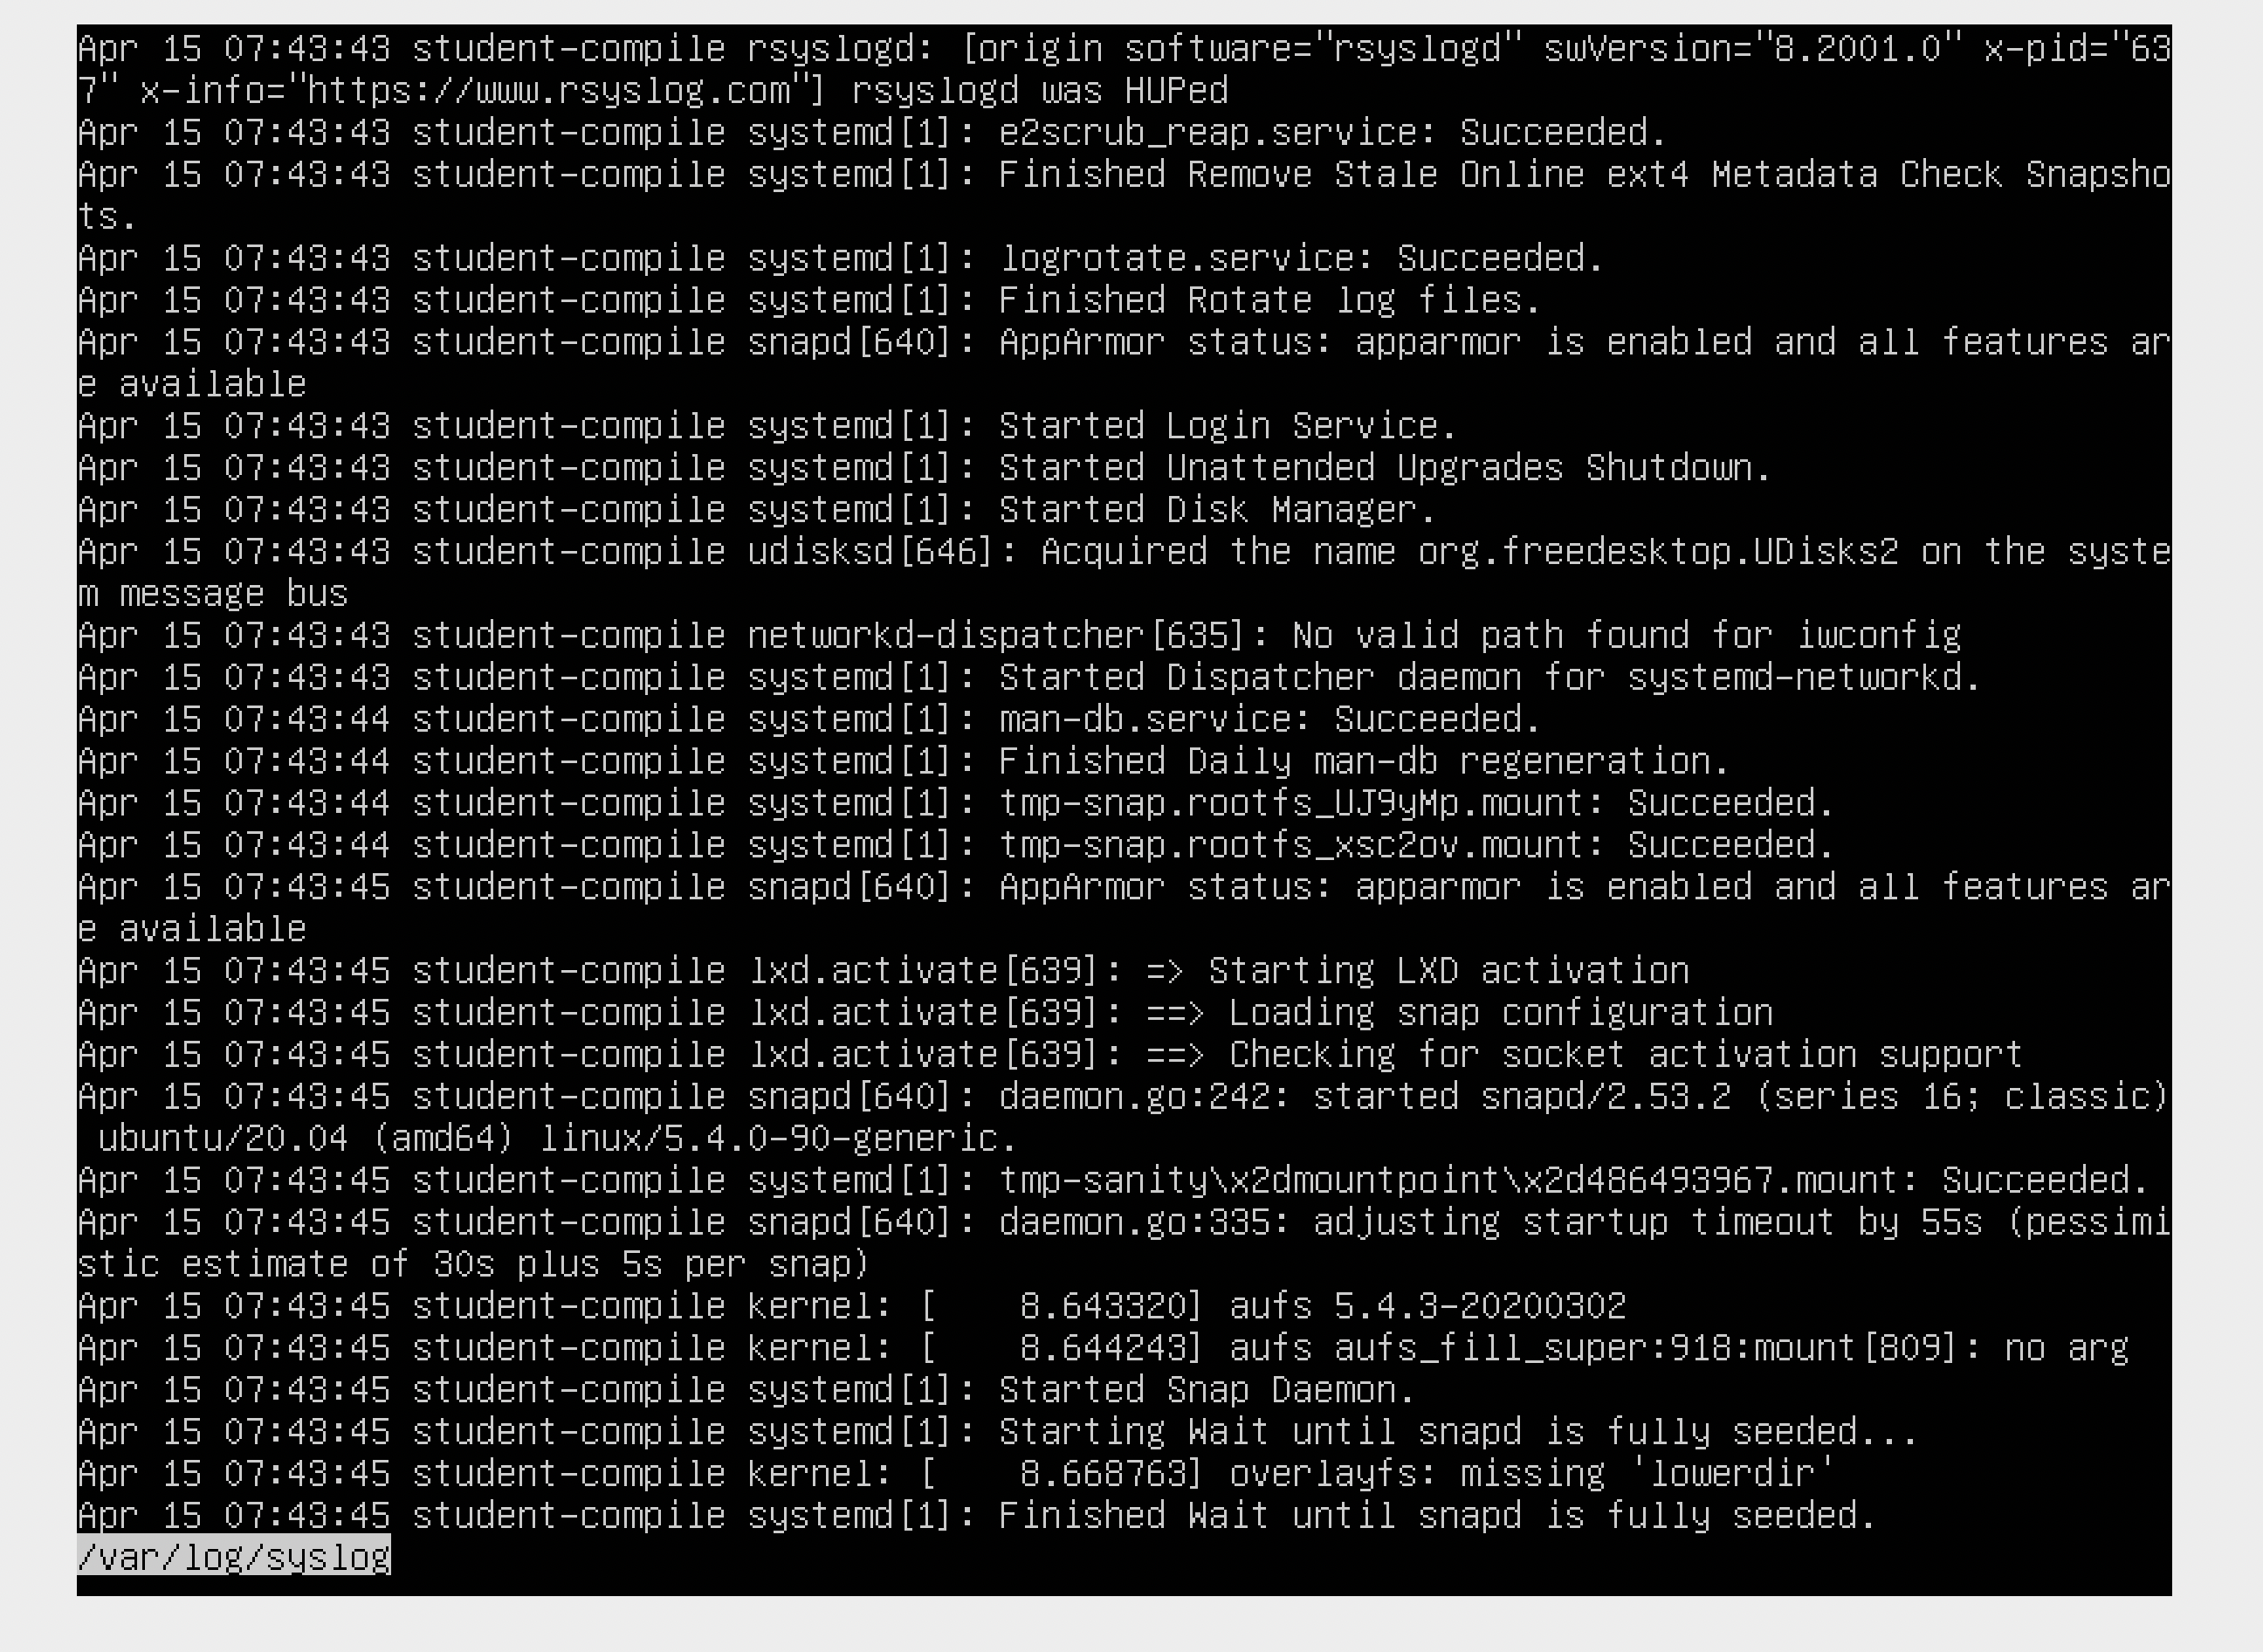 Apr 15 07:43:43 student-compile rsyslogd: [origin software="rsyslogd" swVersion="8.2001.0" x-pid="63
7" x-info="https://www.rsyslog.com"] rsyslogd was HUPed
Apr 15 07:43:43 student-compile systemd[1]: e2scrub_reap.service: Succeeded.
Apr 15 07:43:43 student-compile systemd[1]: Finished Remove Stale Online ext4 Metadata Check Snapsho
ts.
Apr 15 07:43:43 student-compile systemd[1]: logrotate.service: Succeeded.
Apr 15 07:43:43 student-compile systemd[1]: Finished Rotate log files.
Apr 15 07:43:43 student-compile snapd[640]: AppArmor status: apparmor is enabled and all features ar
e available
Apr 15 07:43:43 student-compile systemd[1]: Started Login Service.
Apr 15 07:43:43 student-compile systemd[1]: Started Unattended Upgrades Shutdown.
Apr 15 07:43:43 student-compile systemd[1]: Started Disk Manager.
Apr 15 07:43:43 student-compile udisksd[646]: Acquired the name org.freedesktop.UDisks2 on the syste
m message bus
Apr 15 07:43:43 student-compile networkd-dispatcher[635]: No valid path found for iwconfig
Apr 15 07:43:43 student-compile systemd[1]: Started Dispatcher daemon for systemd-networkd.
Apr 15 07:43:44 student-compile systemd[1]: man-db.service: Succeeded.
Apr 15 07:43:44 student-compile systemd[1]: Finished Daily man-db regeneration.
Apr 15 07:43:44 student-compile systemd[1]: tmp-snap.rootfs_UJ9yMp.mount: Succeeded.
Apr 15 07:43:44 student-compile systemd[1]: tmp-snap.rootfs_xsc2ov.mount: Succeeded.
Apr 15 07:43:45 student-compile snapd[640]: AppArmor status: apparmor is enabled and all features ar
e available
Apr 15 07:43:45 student-compile lxd.activate[639]: => Starting LXD activation
Apr 15 07:43:45 student-compile lxd.activate[639]: ==> Loading snap configuration
Apr 15 07:43:45 student-compile lxd.activate[639]: ==> Checking for socket activation support
Apr 15 07:43:45 student-compile snapd[640]: daemon.go:242: started snapd/2.53.2 (series 16; classic)
 ubuntu/20.04 (amd64) linux/5.4.0-90-generic.
Apr 15 07:43:45 student-compile systemd[1]: tmp-sanity\x2dmountpoint\x2d486493967.mount: Succeeded.
Apr 15 07:43:45 student-compile snapd[640]: daemon.go:335: adjusting startup timeout by 55s (pessimi
stic estimate of 30s plus 5s per snap)
Apr 15 07:43:45 student-compile kernel: [    8.643320] aufs 5.4.3-20200302
Apr 15 07:43:45 student-compile kernel: [    8.644243] aufs aufs_fill_super:918:mount[809]: no arg
Apr 15 07:43:45 student-compile systemd[1]: Started Snap Daemon.
Apr 15 07:43:45 student-compile systemd[1]: Starting Wait until snapd is fully seeded...
Apr 15 07:43:45 student-compile kernel: [    8.668763] overlayfs: missing 'lowerdir'
Apr 15 07:43:45 student-compile systemd[1]: Finished Wait until snapd is fully seeded.
/var/log/syslog